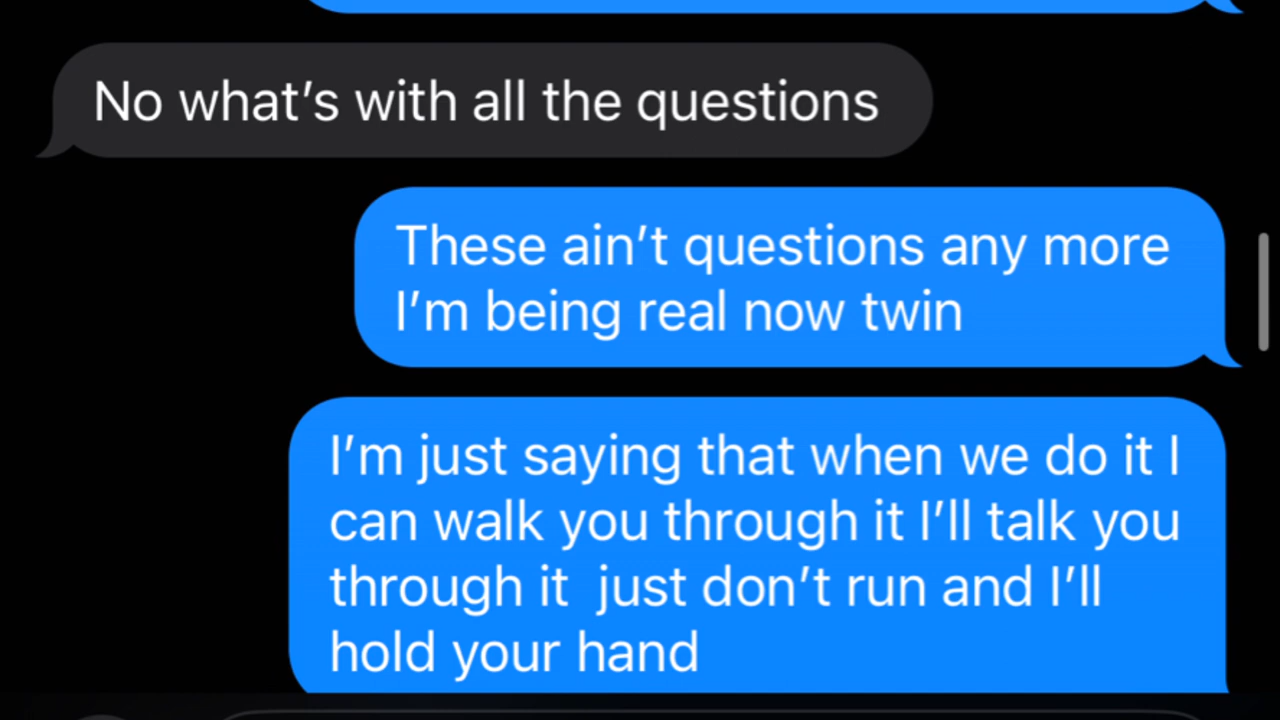 No what’s with all the questions
These ain’t questions any more
I’m being real now twin
I’m just saying that when we do it I
can walk you through it I’ll talk you
through it  just don’t run and I’ll
hold your hand